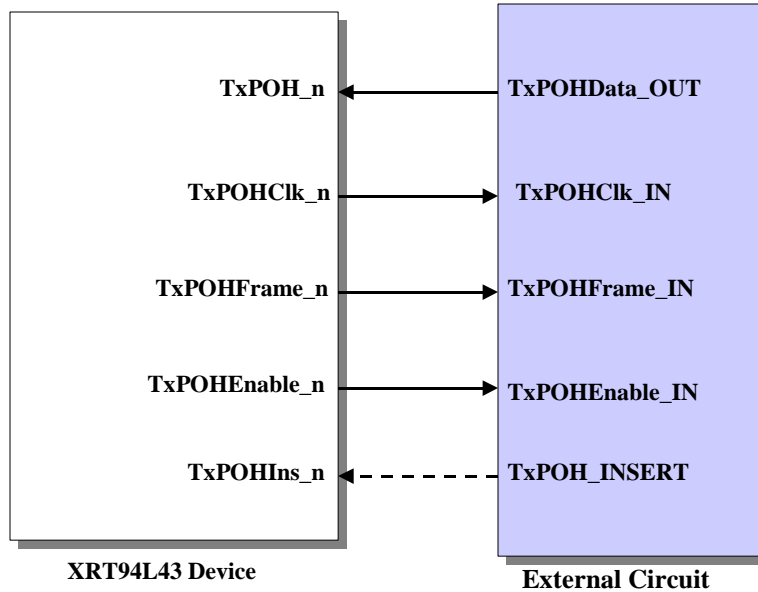 TxPOH_n TxPOHData_OUT
TxPOHClk_n TxPOHClk_IN
TxPOHFrame_n TxPOHFrame_IN
TxPOHEnable_n TxPOHEnable_IN
TxPOHIns_n TxPOH_INSERT
XRT94L43 Device
External Circuit